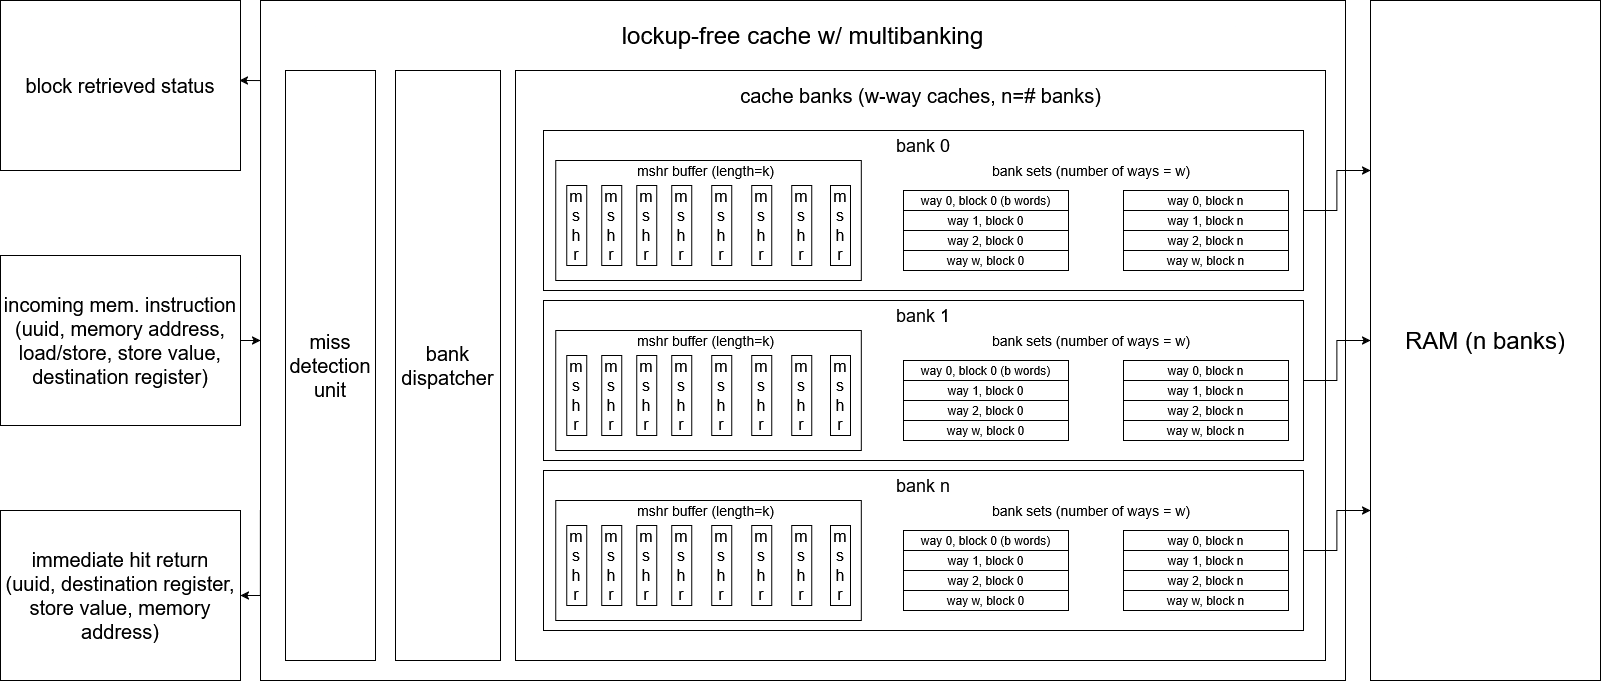 lockup-free cache w/ multibanking
block retrieved status
incoming mem. instruction
(uuid, memory address,
load/store, store value,
destination register)
immediate hit return
(uuid, destination register,
store value, memory
address)
miss
detection
unit
bank
dispatcher
cache banks (w-way caches, n=# banks)
bank 0
mshr buffer (length=k)
mshr mshr mshr mshr mshr mshr mshr mshr
bank sets (number of ways = w)
way 0, block 0 (b words)
way 1, block 0
way 2, block 0
way w, block 0
way 0, block n
way 1, block n
way 2, block n
way w, block n
bank 1
mshr buffer (length=k)
mshr mshr mshr mshr mshr mshr mshr mshr
bank sets (number of ways = w)
way 0, block 0 (b words)
way 1, block 0
way 2, block 0
way w, block 0
way 0, block n
way 1, block n
way 2, block n
way w, block n
bank n
mshr buffer (length=k)
mshr mshr mshr mshr mshr mshr mshr mshr
bank sets (number of ways = w)
way 0, block 0 (b words)
way 1, block 0
way 2, block 0
way w, block 0
way 0, block n
way 1, block n
way 2, block n
way w, block n
RAM (n banks)